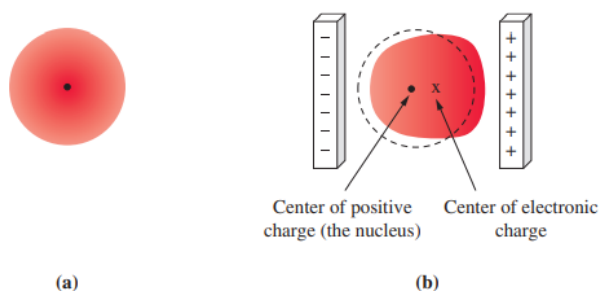 − + 
− + 
− + 
− x + 
− + 
− + 
− +
Center of positive
charge (the nucleus)
Center of electronic
charge
(a)
(b)